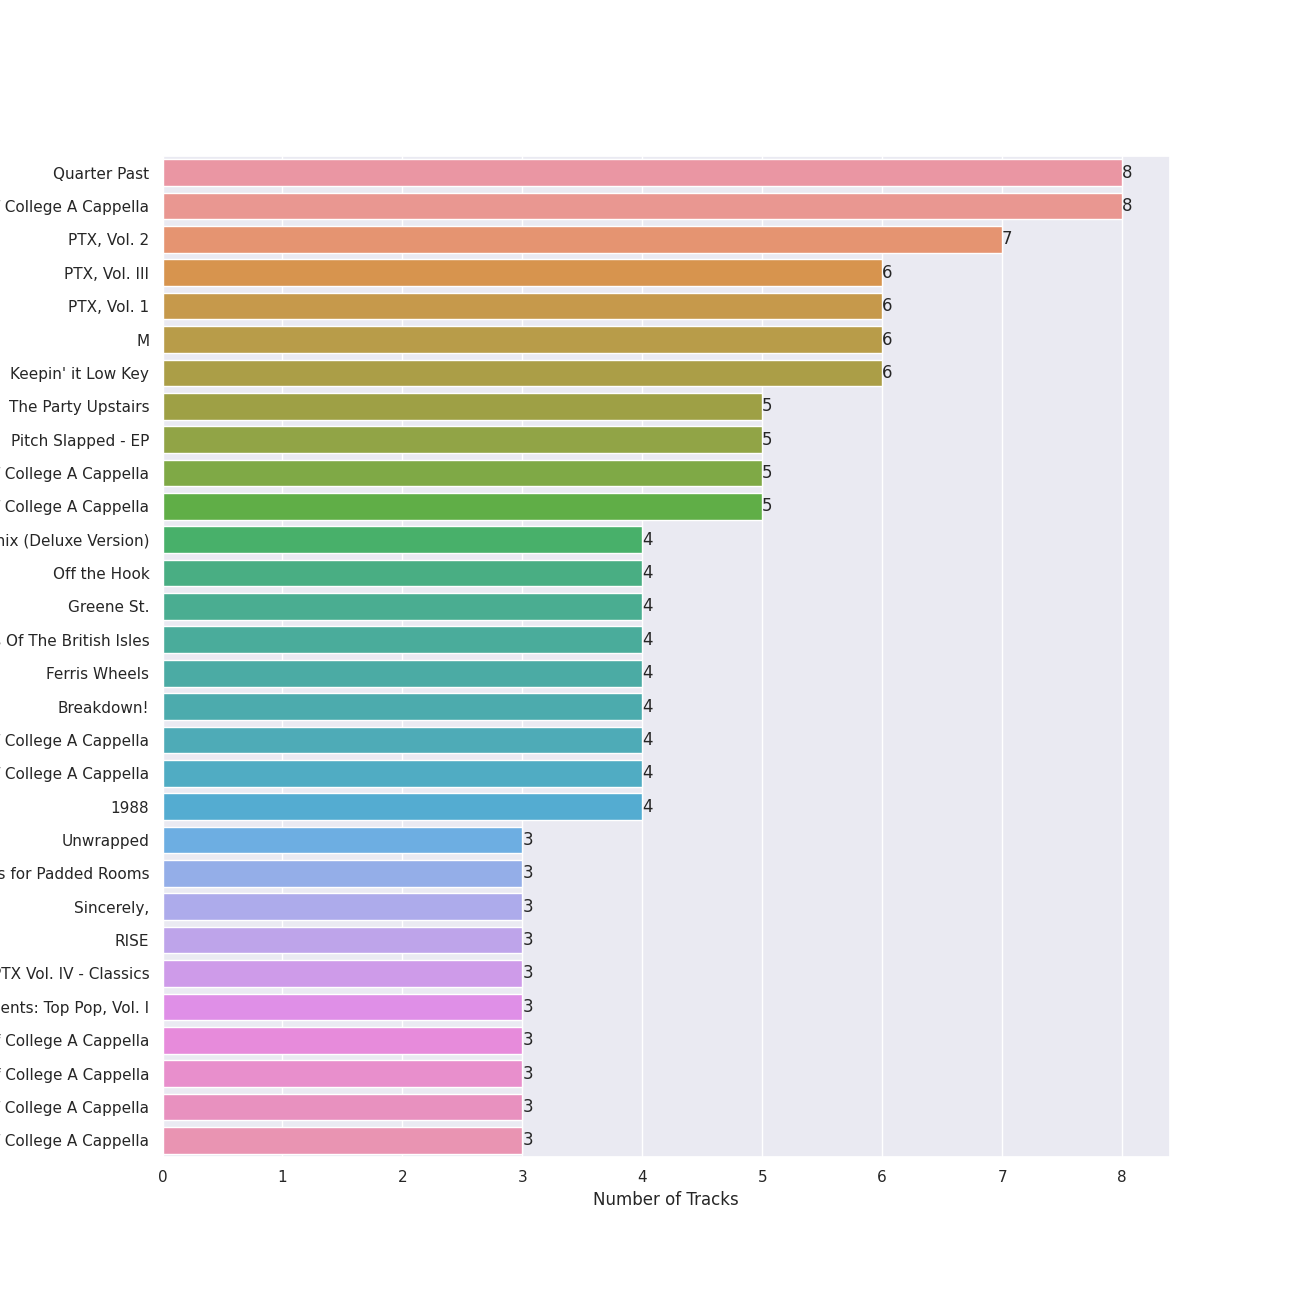 Quarter Past 8
College A Cappella 8
PTX, Vol. 2 7
PTX, Vol. III 6
PTX, Vol. 1 6
M 6
Keepin' it Low Key 6
The Party Upstairs 5
Pitch Slapped - EP 5
College A Cappella 5
College A Cappella 5
(Deluxe Version) 4
Off the Hook 4
Greene St. 4
Of The British Isles 4
Ferris Wheels 4
Breakdown! 4
College A Cappella 4
College A Cappella 4
1988 4
Unwrapped 3
for Padded Rooms 3
Sincerely, 3
RISE 3
PTX Vol. IV - Classics 3
Top Pop, Vol. I 3
College A Cappella 3
College A Cappella 3
College A Cappella 3
College A Cappella 3
0 1 2 3 4 5 6 7 8
Number of Tracks